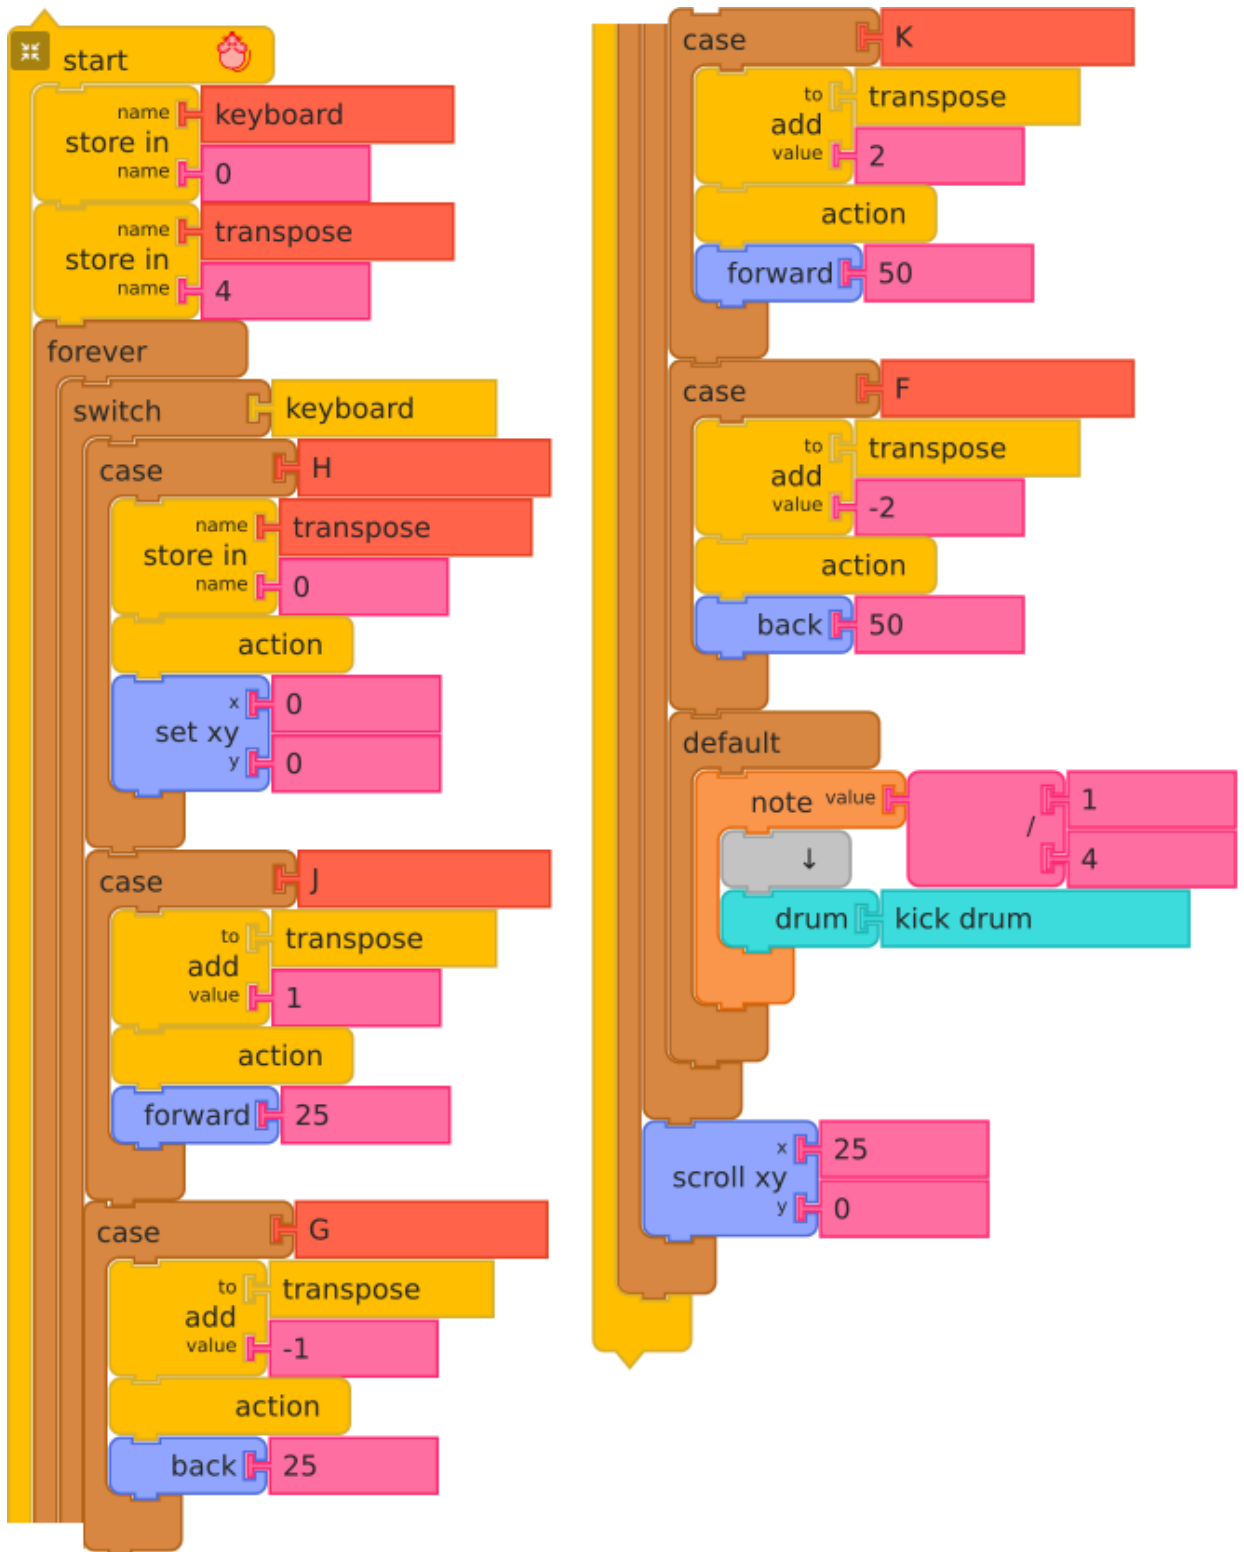 start
name keyboard
store in
name 0
name transpose
store in
name 4
forever
switch keyboard
case H
name transpose
store in
name 0
action
x 0
set xy
y 0
case J
to transpose
add
value 1
action
forward 25
case G
to transpose
add
value -1
action
back 25
case K
to transpose
add
value 2
action
forward 50
case F
to transpose
add
value -2
action
back 50
default
note value 1
/
4
↓
drum kick drum
x 25
scroll xy
y 0